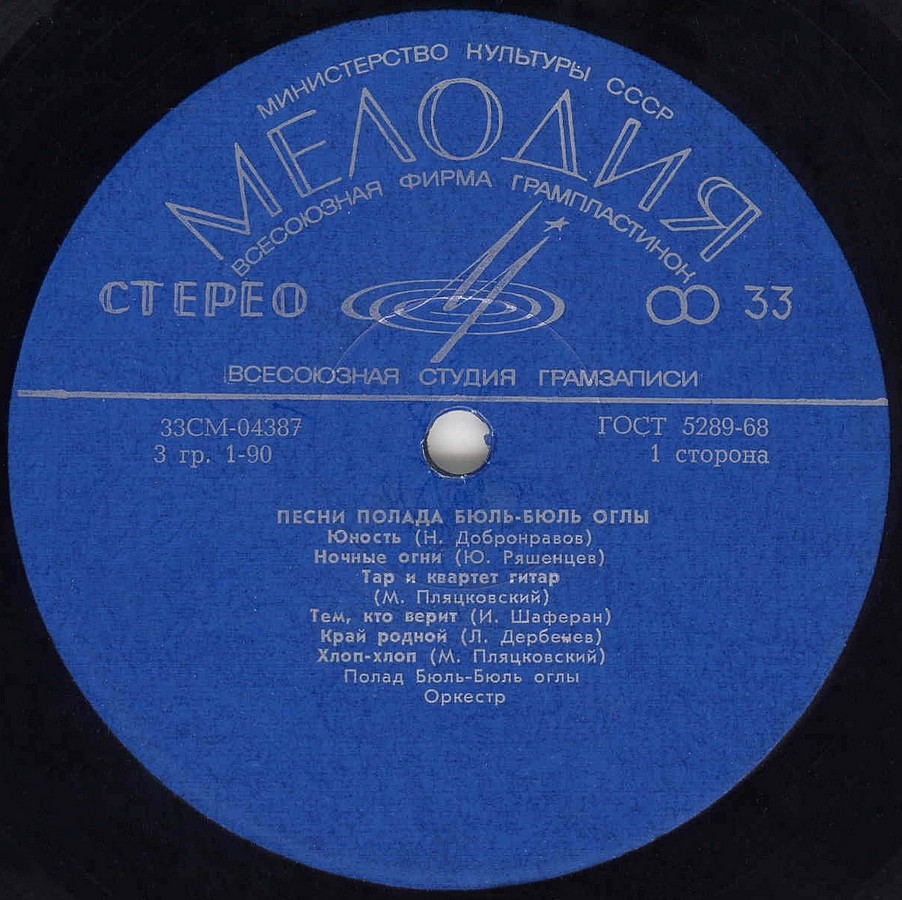 МИНИСТЕРСТВО КУЛЬТУРЫ СССР
МЕЛОДИЯ
ВСЕСОЮЗНАЯ ФИРМА ГРАМПЛАСТИНОК
СТЕРЕО
33
ВСЕСОЮЗНАЯ СТУДИЯ ГРАМЗАПИСИ
33СМ-04387
ГОСТ 5289-68
3 гр. 1-90
1 сторона
ПЕСНИ ПОЛАДА БЮЛЬ-БЮЛЬ ОГЛЫ
Юность (Н. Добронравов)
Ночные огни (Ю. Ряшенцев)
Тар и квартет гитар
(М. Пляцковский)
Тем, кто верит (И. Шаферан)
Край родной (Л. Дербенев)
Хлоп-хлоп (М. Пляцковский)
Полад Бюль-Бюль оглы
Оркестр